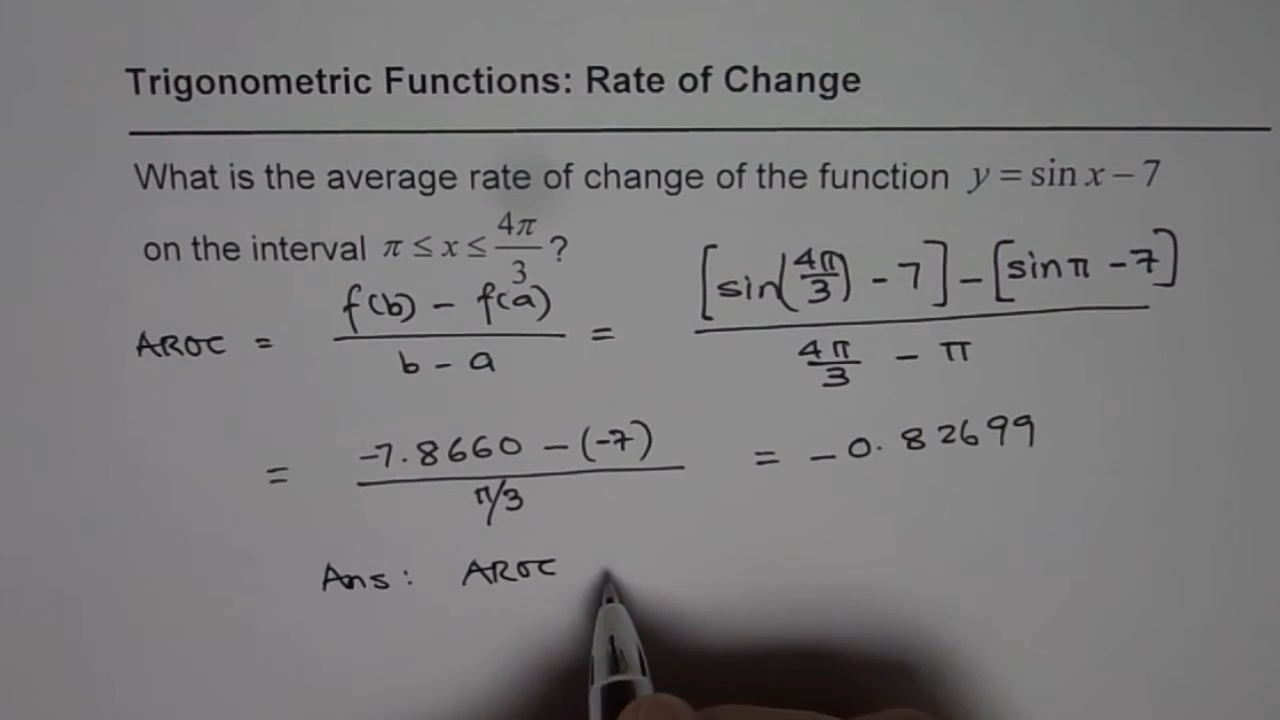 Trigonometric Functions: Rate of Change
What is the average rate of change of the function y = sin x − 7
on the interval π ≤ x ≤ 4π/3 ?
AROC = (f(b) − f(a))/(b − a) = ([sin(4π/3) − 7] − [sin π − 7])/(4π/3 − π)
= (−7.8660 − (−7))/(π/3) = −0.82699
Ans: AROC